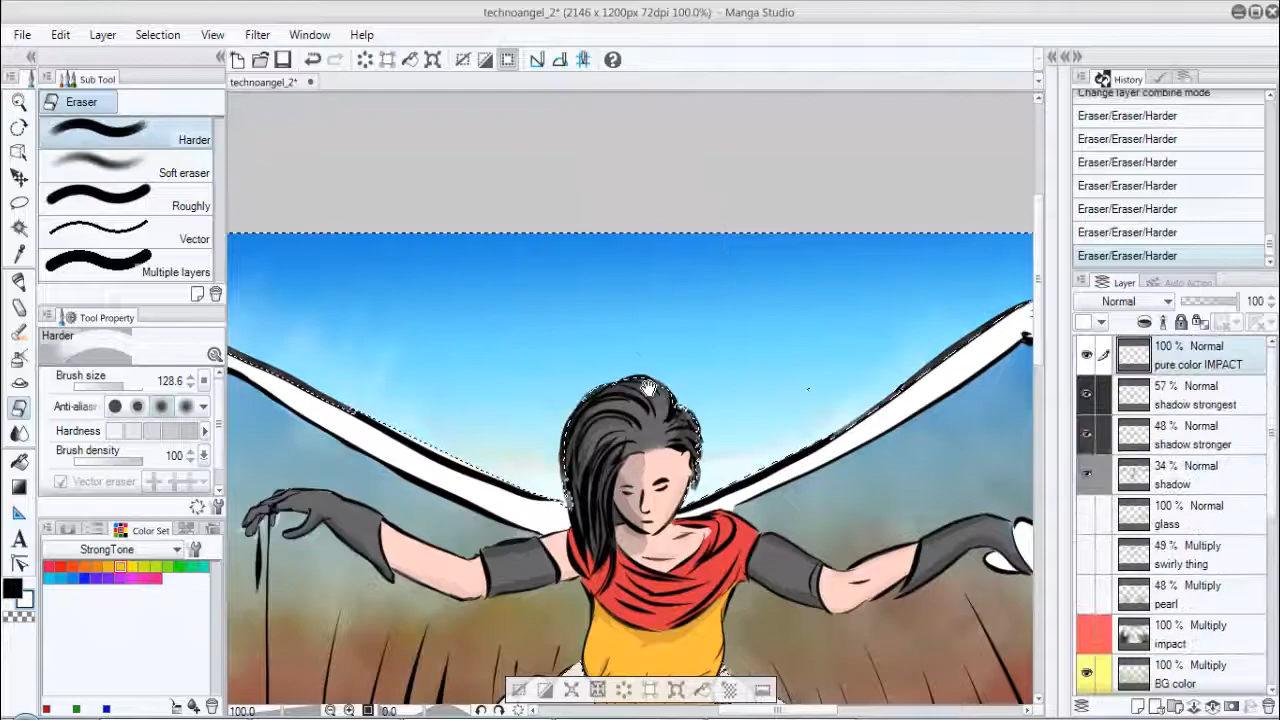 technoangel_2* (2146 x 1200px 72dpi 100.0%) - Manga Studio
File Edit Layer Selection View Filter Window Help
Sub Tool
technoangel_2*
History
Eraser
Change layer combine mode
Harder
Eraser/Eraser/Harder
Eraser/Eraser/Harder
Soft eraser
Eraser/Eraser/Harder
Eraser/Eraser/Harder
Roughly
Eraser/Eraser/Harder
Vector
Eraser/Eraser/Harder
Eraser/Eraser/Harder
Multiple layers
Layer Auto Action
Normal 100
Tool Property
Harder
Brush size 128.6
Anti-alias
Hardness
Brush density 100
Vector eraser
100 % Normal
pure color IMPACT
57 % Normal
shadow strongest
48 % Normal
shadow stronger
34 % Normal
shadow
100 % Normal
glass
49 % Multiply
swirly thing
48 % Multiply
pearl
100 % Multiply
impact
100 % Multiply
BG color
Color Set
StrongTone
A
100.0 0.0